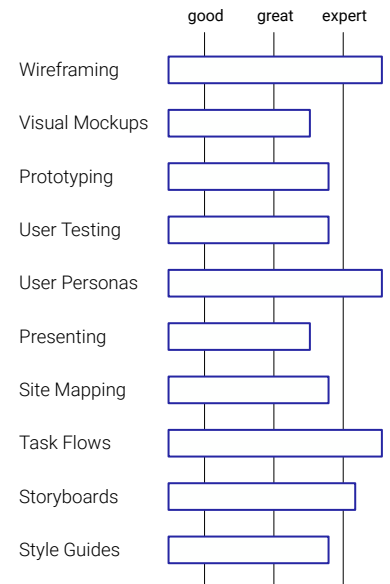 good great expert
Wireframing
Visual Mockups
Prototyping
User Testing
User Personas
Presenting
Site Mapping
Task Flows
Storyboards
Style Guides